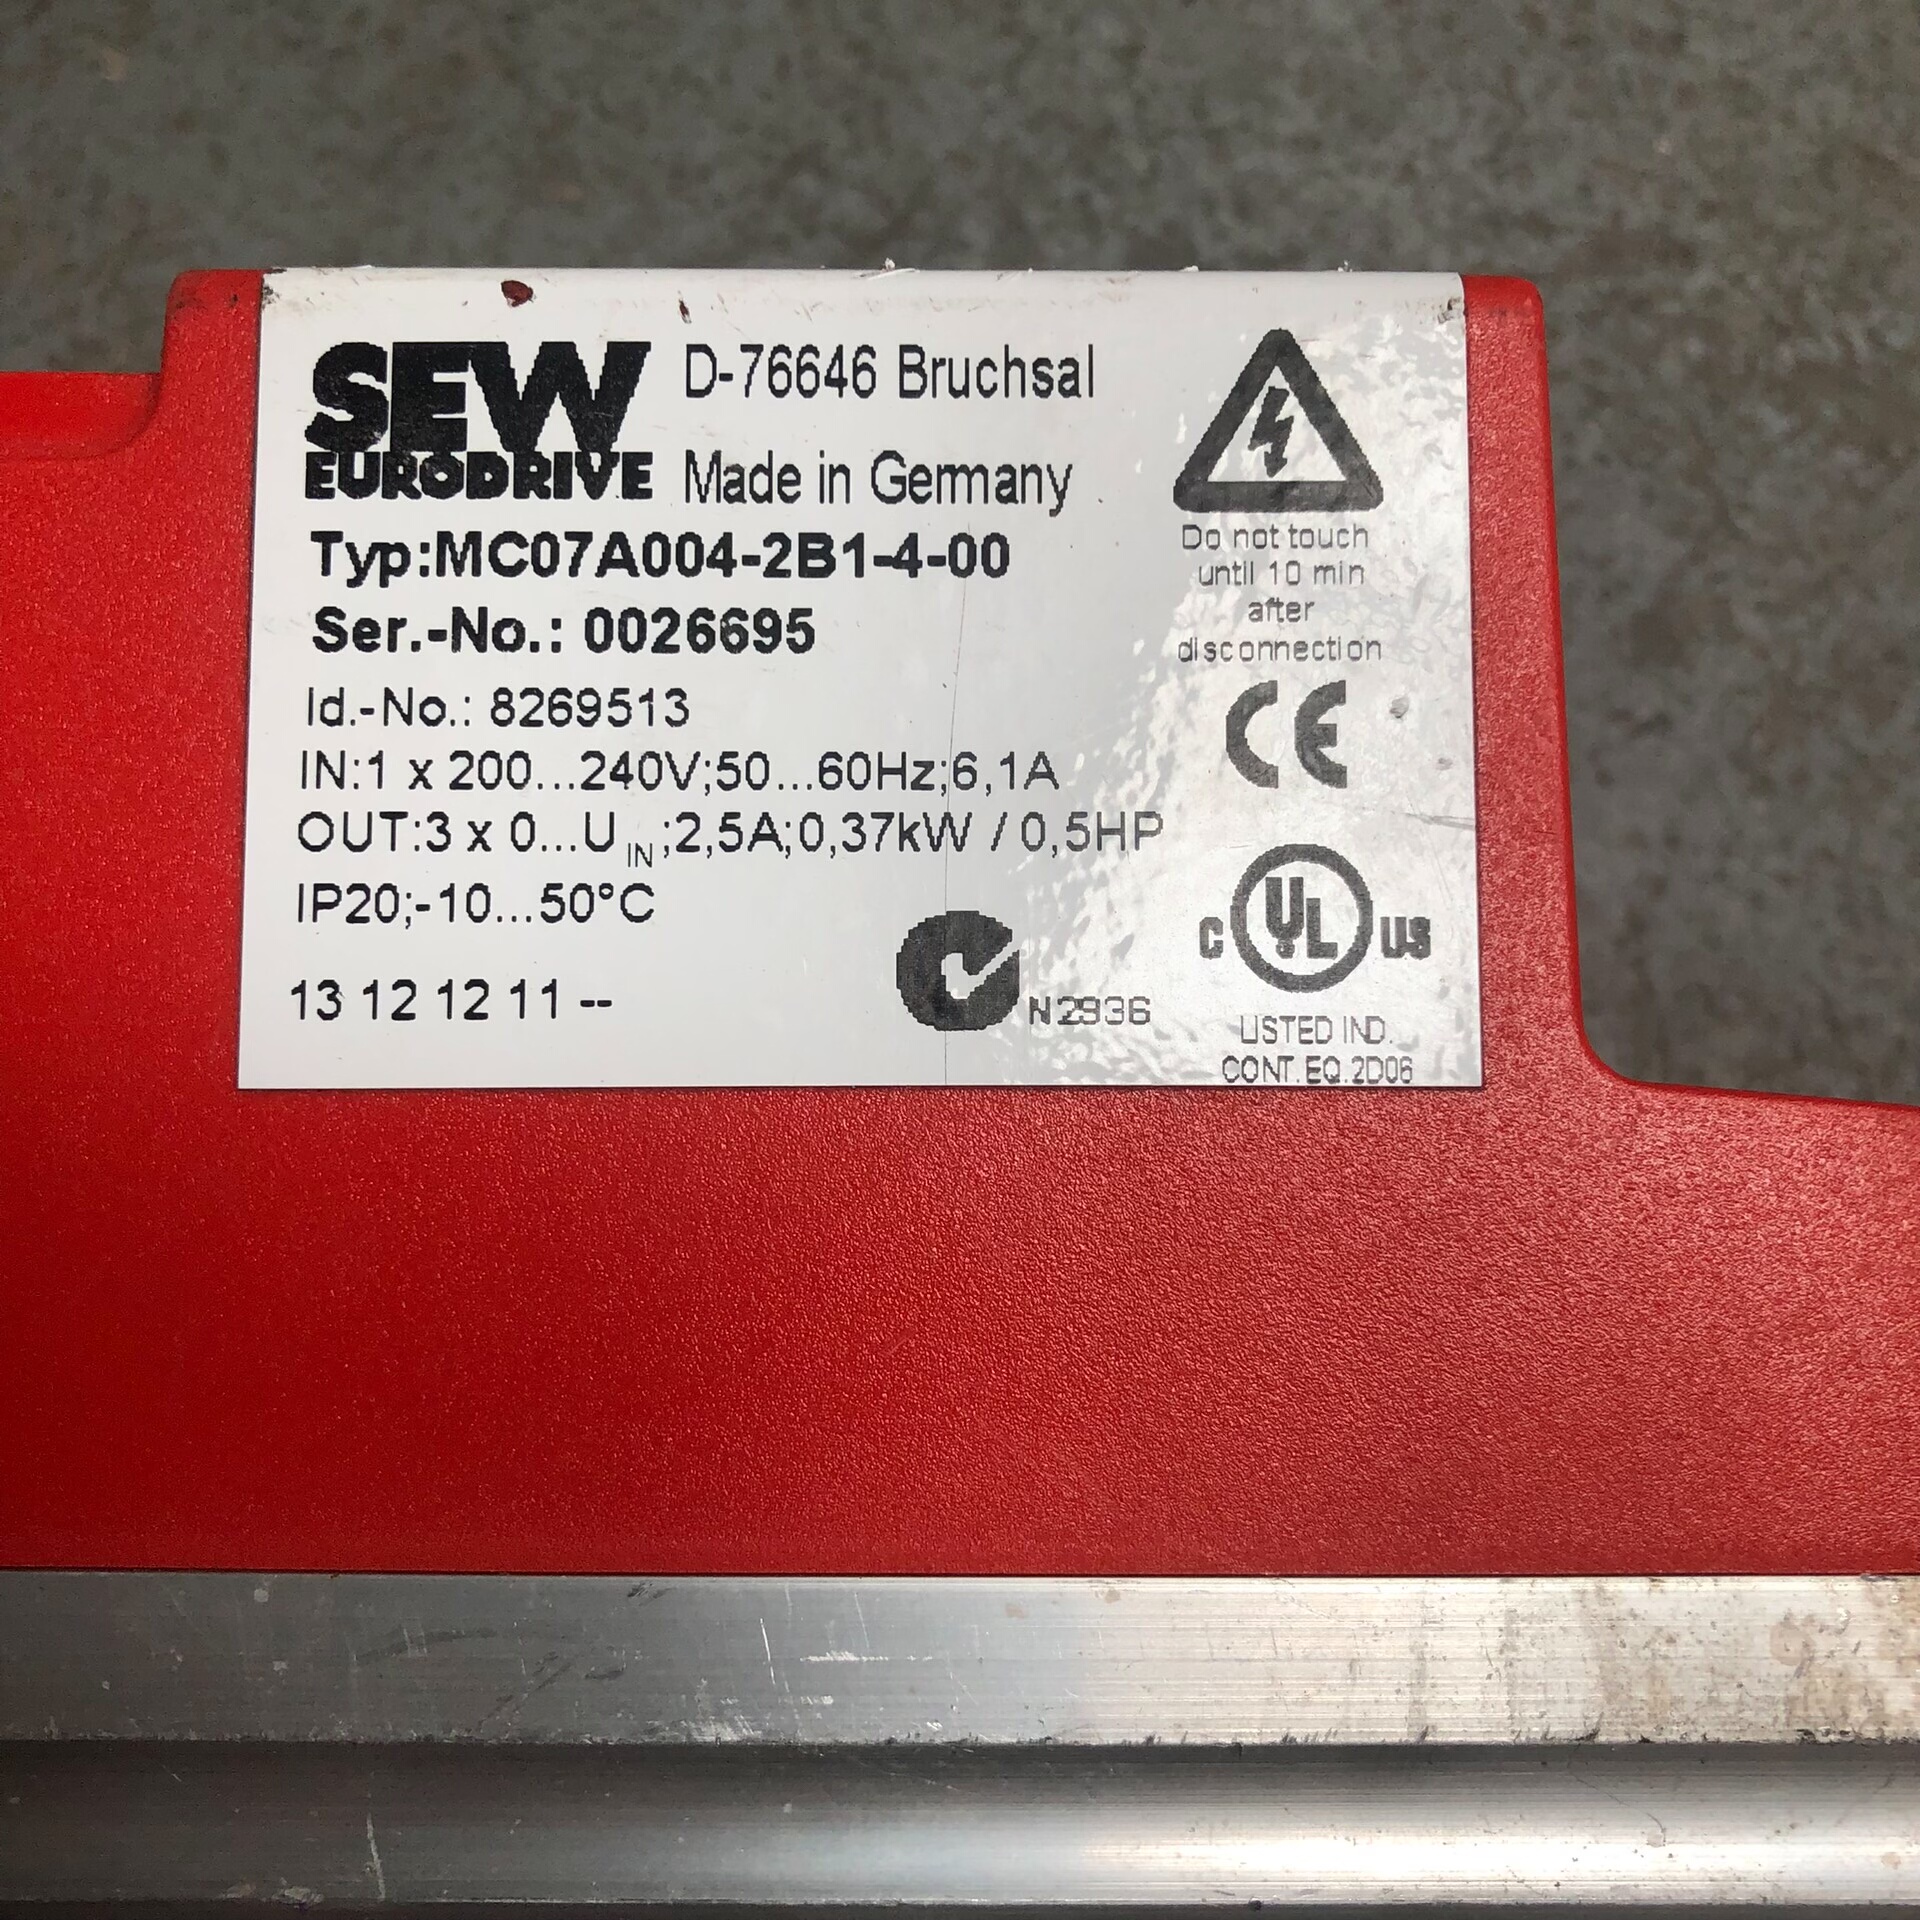 SEW
EURODRIVE
D-76646 Bruchsal
Made in Germany
Typ:MC07A004-2B1-4-00
Ser.-No.: 0026695
Id.-No.: 8269513
IN:1 x 200...240V;50...60Hz;6,1A
OUT:3 x 0...U IN ;2,5A;0,37kW / 0,5HP
IP20;-10...50°C
13 12 12 11 --
N2936
Do not touch
until 10 min
after
disconnection
CE
C UL US
LISTED IND.
CONT.EQ.2D06